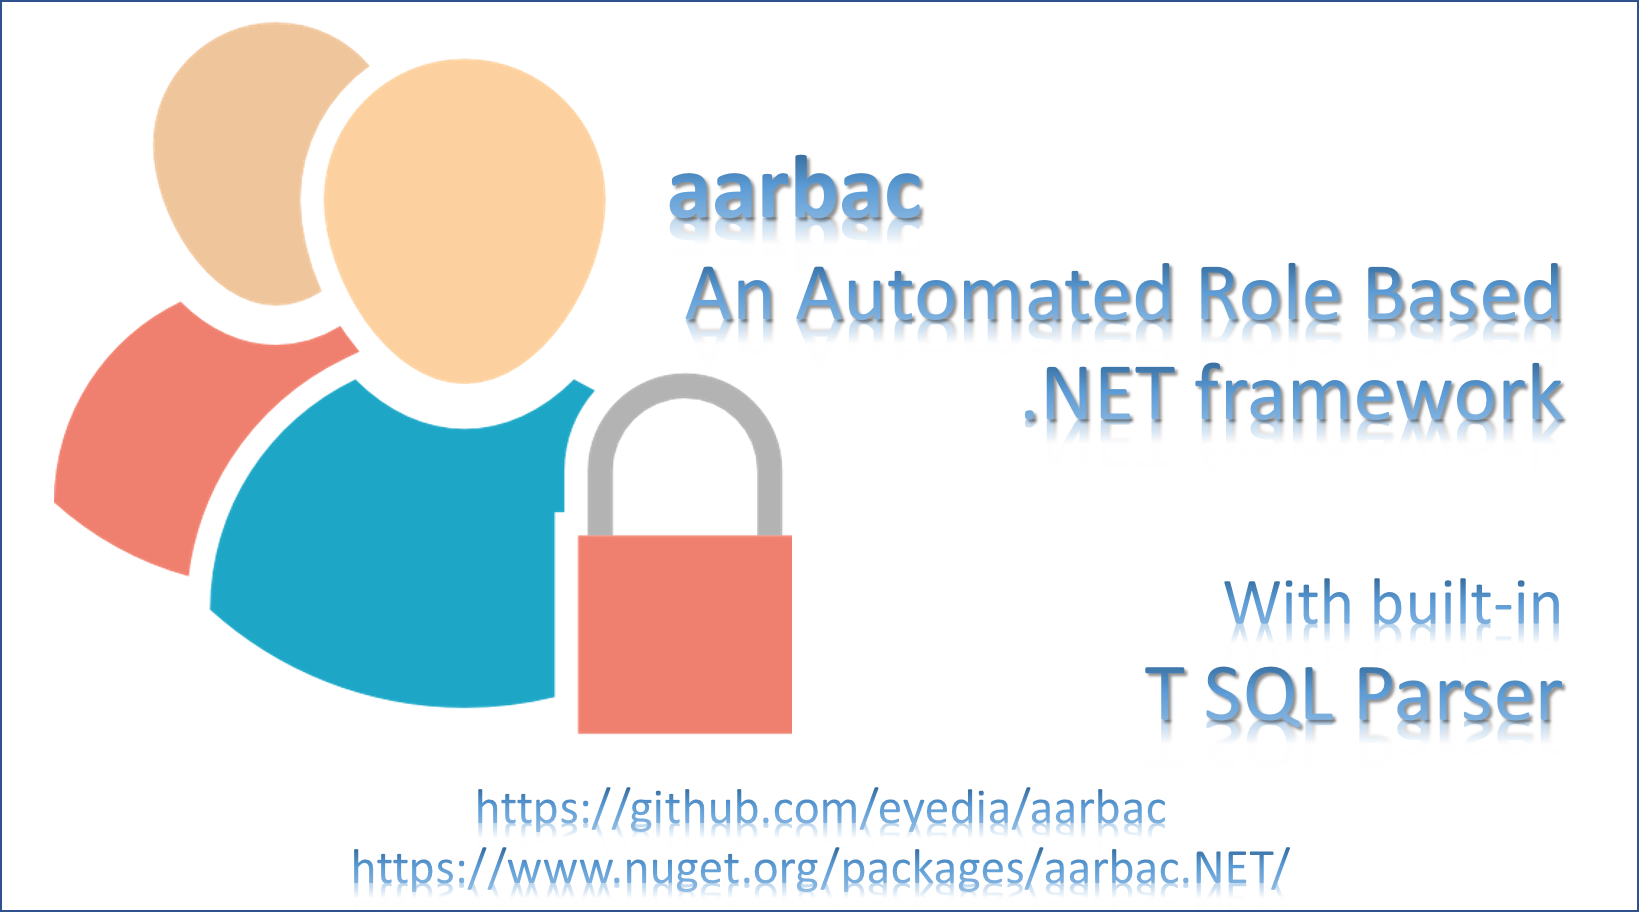 aarbac
An Automated Role Based
.NET framework
With built-in
T SQL Parser
https://github.com/eyedia/aarbac
https://www.nuget.org/packages/aarbac.NET/